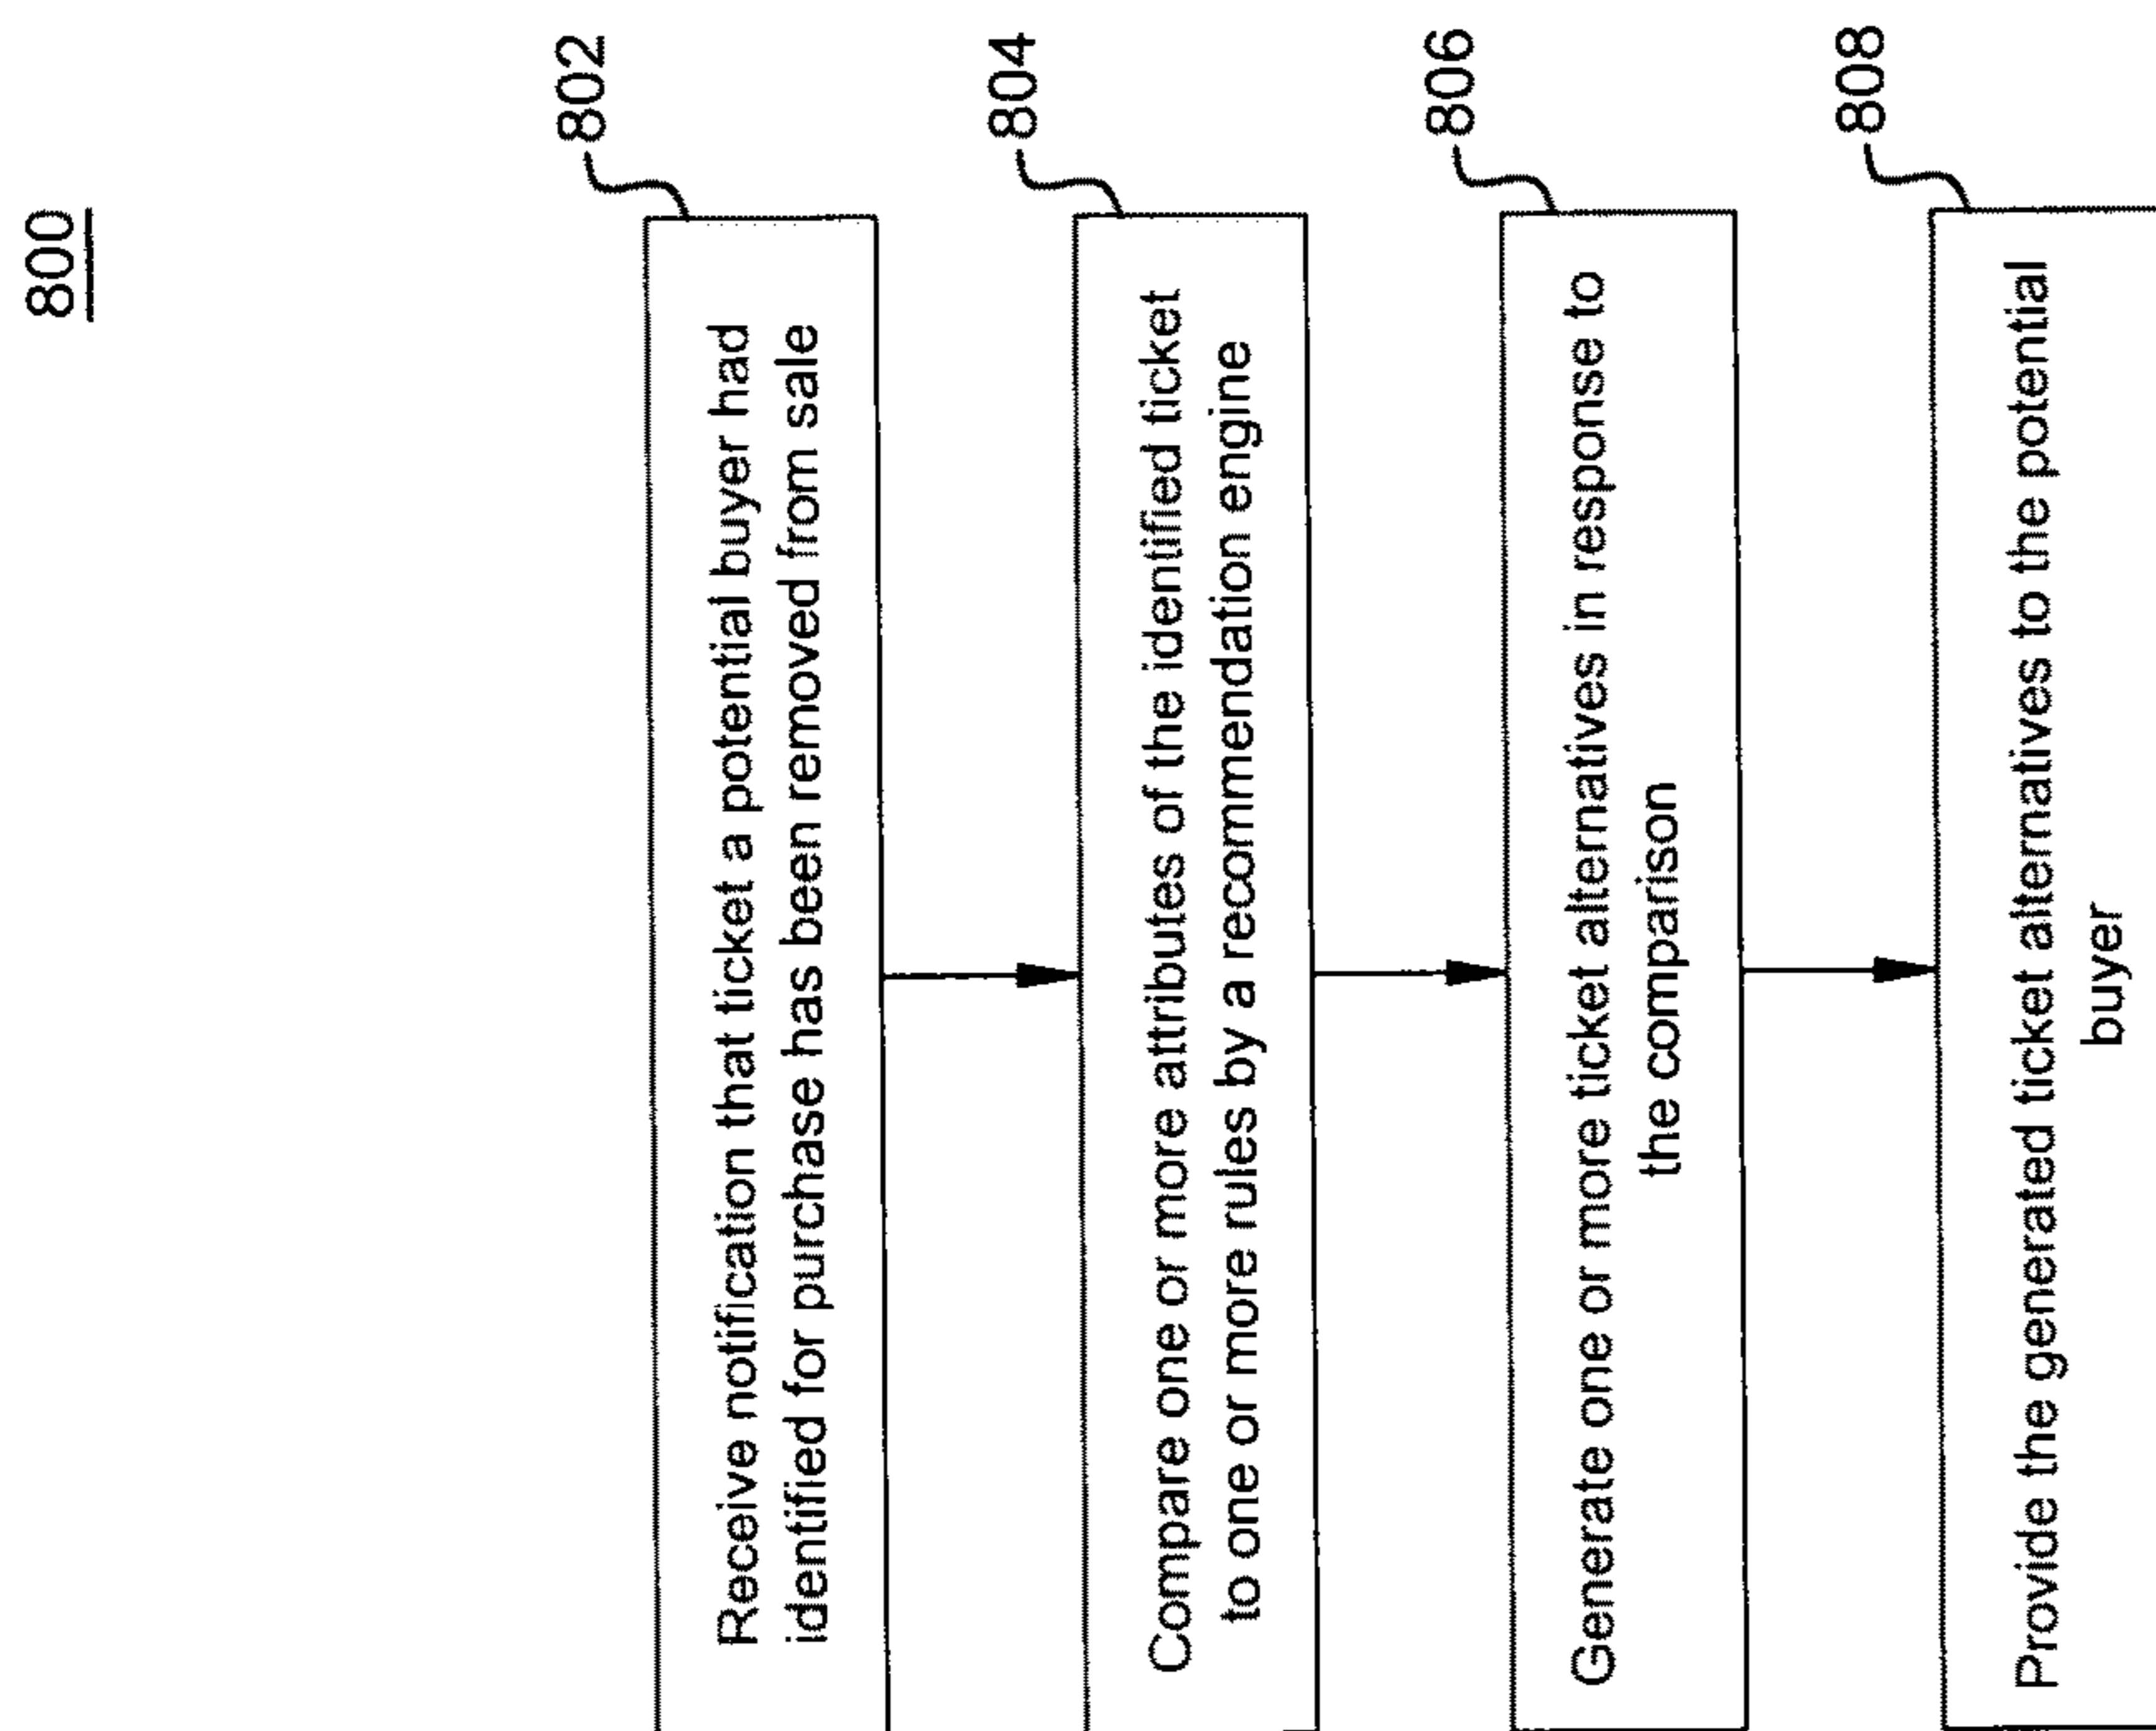 800
802
Receive notification that ticket a potential buyer had
identified for purchase has been removed from sale
804
Compare one or more attributes of the identified ticket
to one or more rules by a recommendation engine
806
Generate one or more ticket alternatives in response to
the comparison
808
Provide the generated ticket alternatives to the potential
buyer